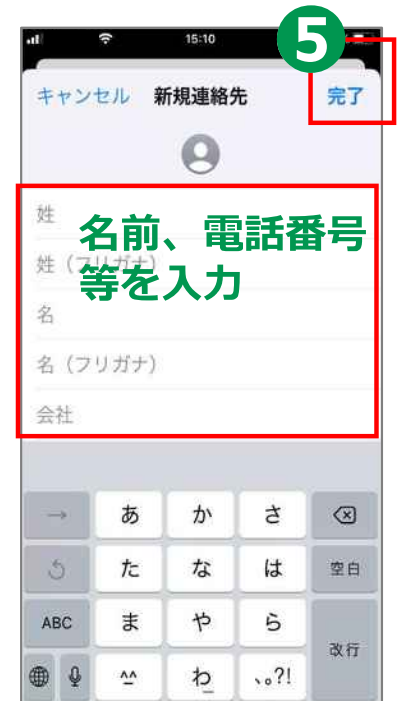 15:10
5
キャンセル 新規連絡先 完了
姓
名前、電話番号
姓（フリガナ）
等を入力
名
名（フリガナ）
会社
→ あ か さ
た な は 空白
ABC ま や ら
改行
^^ わ_ 、。?!